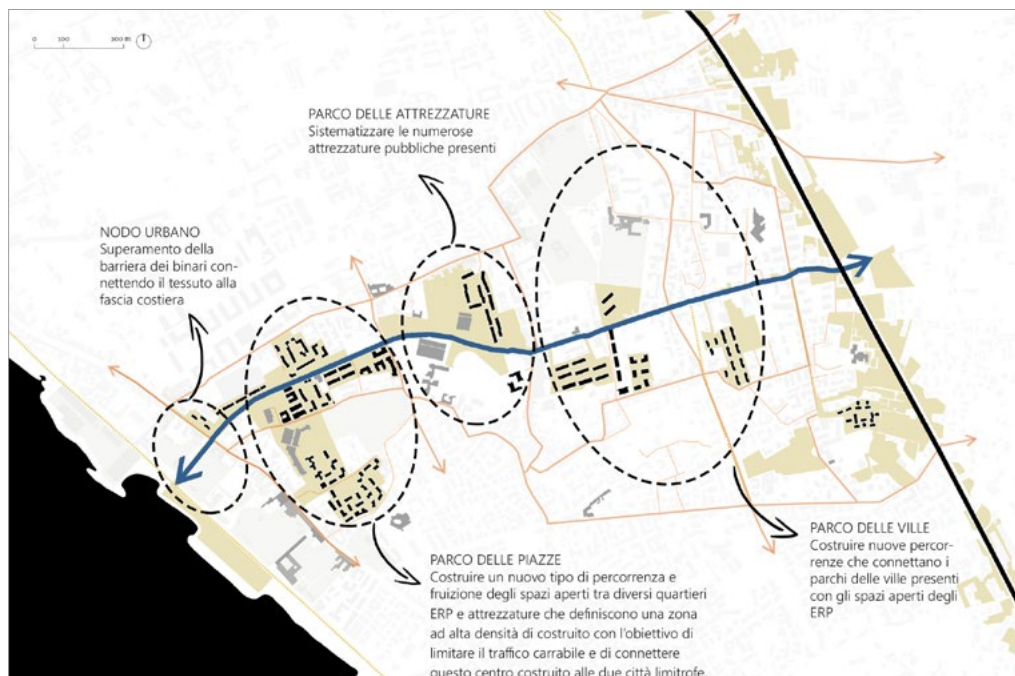 0 100 300 m
PARCO DELLE ATTREZZATURE
Sistematizzare le numerose
attrezzature pubbliche presenti
NODO URBANO
Superamento della
barriera dei binari con-
nettendo il tessuto alla
fascia costiera
PARCO DELLE VILLE
Costruire nuove percor-
renze che connettano i
parchi delle ville presenti
con gli spazi aperti degli
ERP
PARCO DELLE PIAZZE
Costruire un nuovo tipo di percorrenza e
fruizione degli spazi aperti tra diversi quartieri
ERP e attrezzature che definiscono una zona
ad alta densità di costruito con l'obiettivo di
limitare il traffico carrabile e di connettere
questo centro costruito alle due città limitrofe.